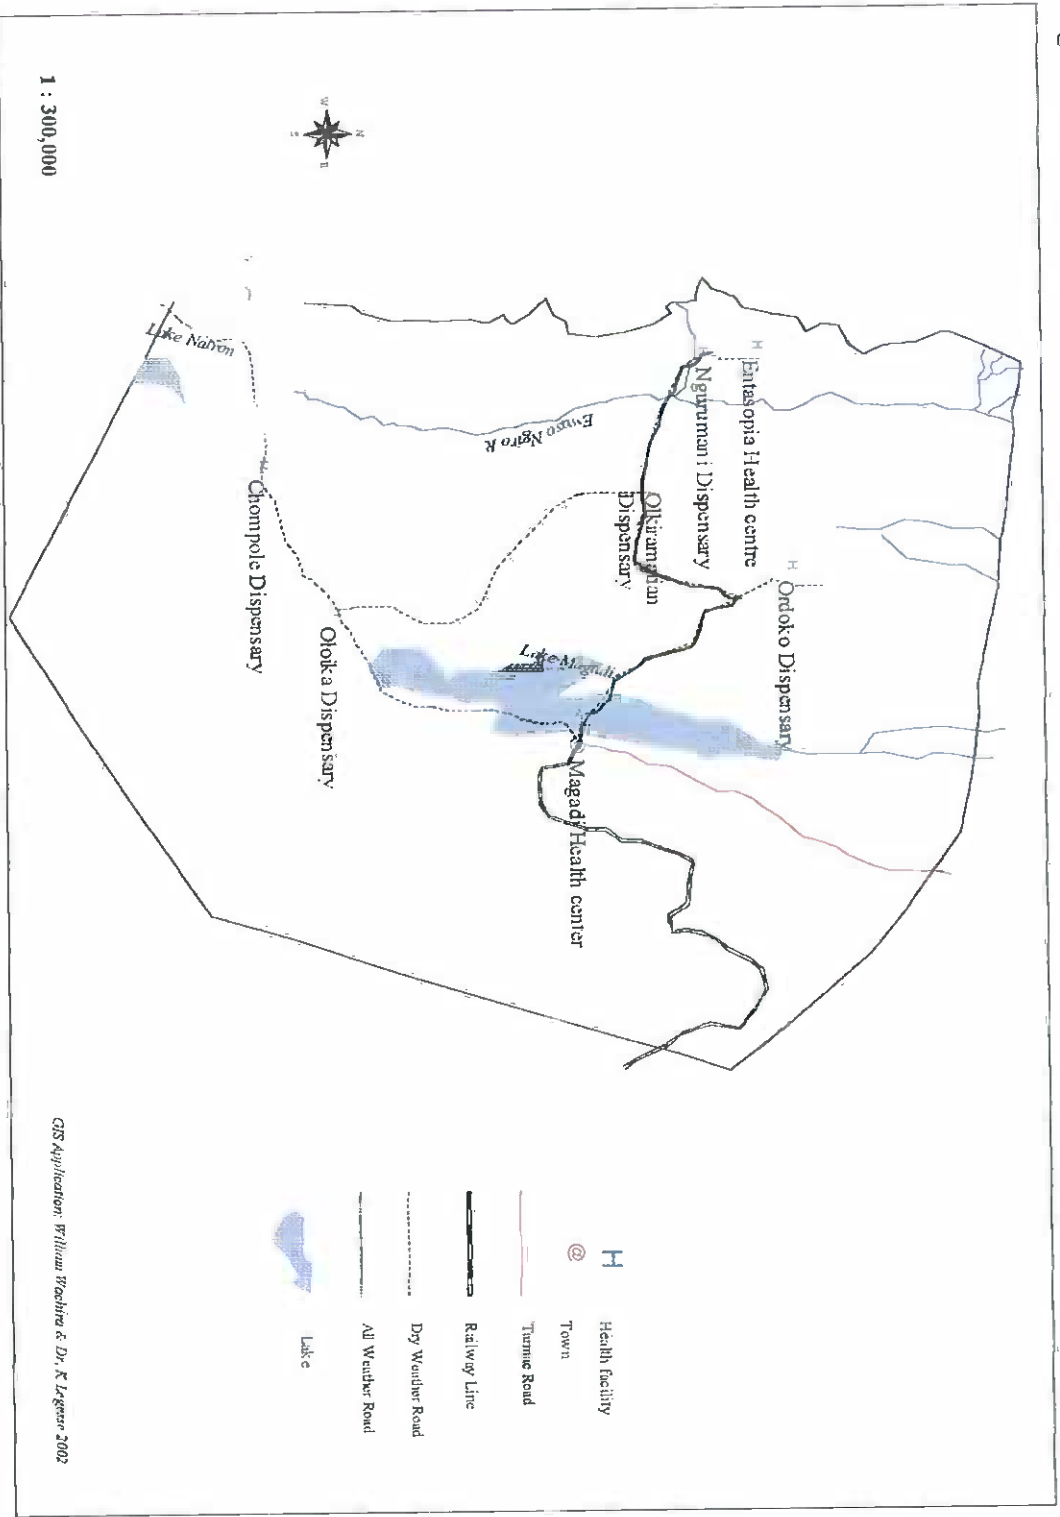 N
W
E
S
Entasopia Health centre
H
Nguruman i Dispensary
H
Ordoko Dispensary
H
Olkiramatian
Dispensary
Ewaso Ngiro R
Lake Magadi
Magadi Health center
Oloika Dispensary
Chompole Dispensary
Lake Natron
H Health facility
@ Town
Tarmac Road
Railway Line
Dry Weather Road
All Weather Road
Lake
1 : 300,000
GIS Application: William Wachira & Dr, K Legesse 2002